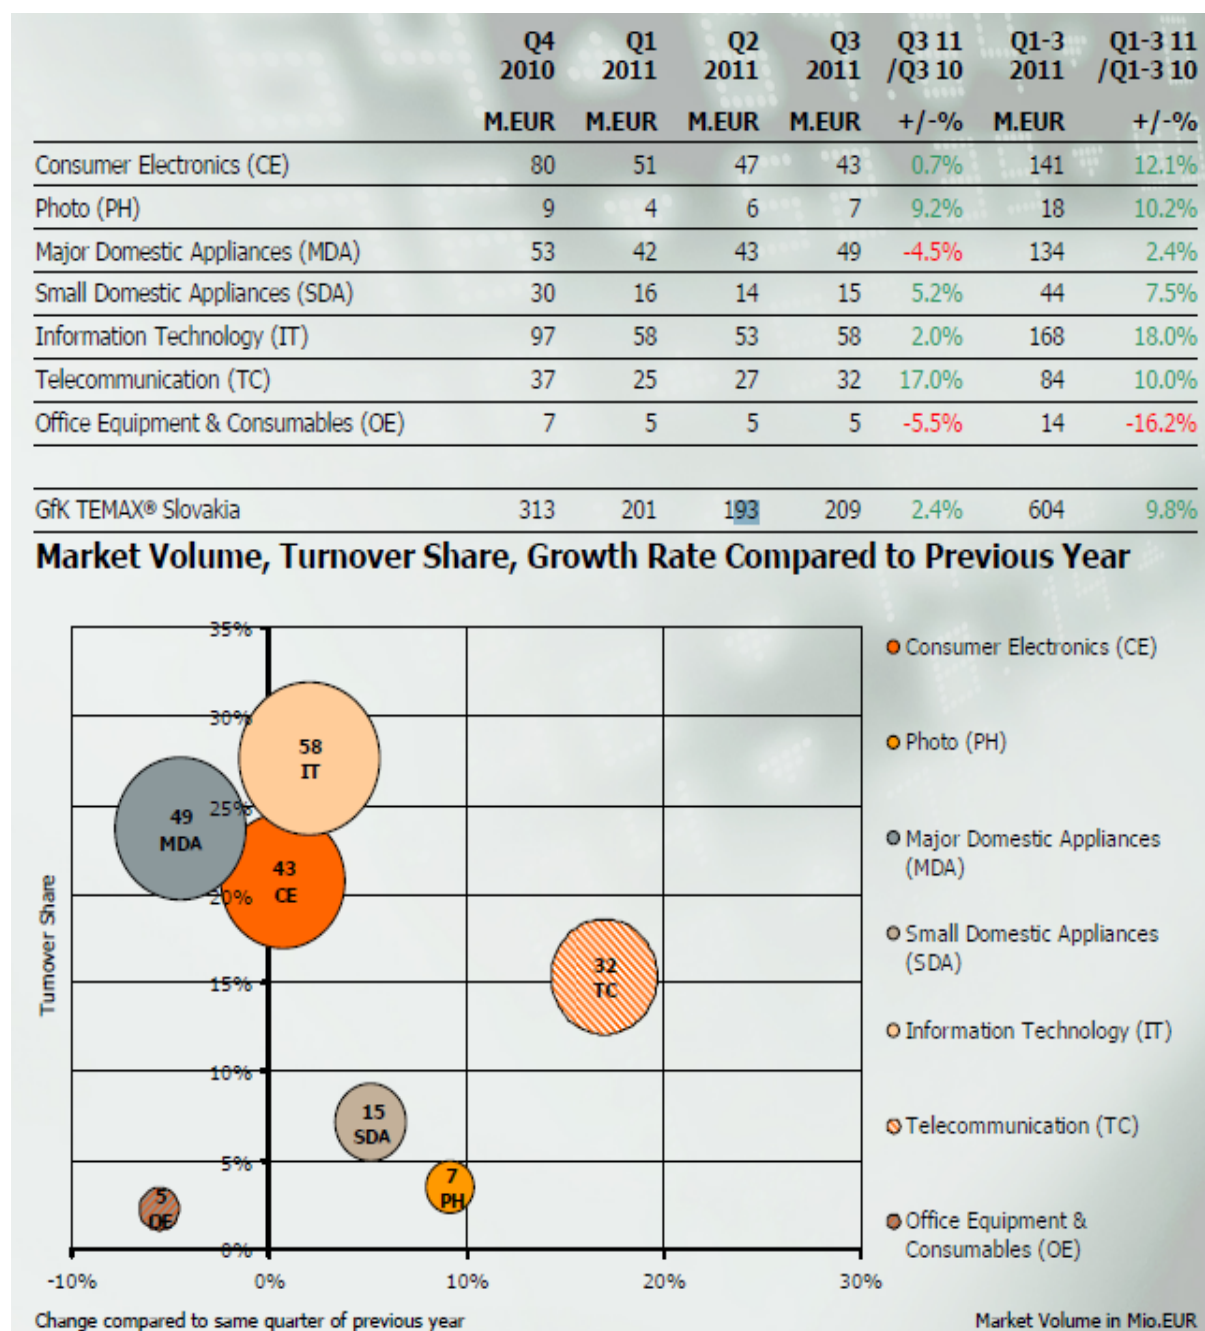 Q4 Q1 Q2 Q3 Q3 11 Q1-3 Q1-3 11
2010 2011 2011 2011 /Q3 10 2011 /Q1-3 10
M.EUR M.EUR M.EUR M.EUR +/-% M.EUR +/-%
Consumer Electronics (CE) 80 51 47 43 0.7% 141 12.1%
Photo (PH) 9 4 6 7 9.2% 18 10.2%
Major Domestic Appliances (MDA) 53 42 43 49 -4.5% 134 2.4%
Small Domestic Appliances (SDA) 30 16 14 15 5.2% 44 7.5%
Information Technology (IT) 97 58 53 58 2.0% 168 18.0%
Telecommunication (TC) 37 25 27 32 17.0% 84 10.0%
Office Equipment & Consumables (OE) 7 5 5 5 -5.5% 14 -16.2%
GfK TEMAX® Slovakia 313 201 193 209 2.4% 604 9.8%
Market Volume, Turnover Share, Growth Rate Compared to Previous Year
35%
30%
25%
20%
15%
10%
5%
0%
Turnover Share
58
IT
49
MDA
43
CE
32
TC
15
SDA
7
PH
5
OE
-10% 0% 10% 20% 30%
Consumer Electronics (CE)
Photo (PH)
Major Domestic Appliances
(MDA)
Small Domestic Appliances
(SDA)
Information Technology (IT)
Telecommunication (TC)
Office Equipment &
Consumables (OE)
Change compared to same quarter of previous year
Market Volume in Mio.EUR